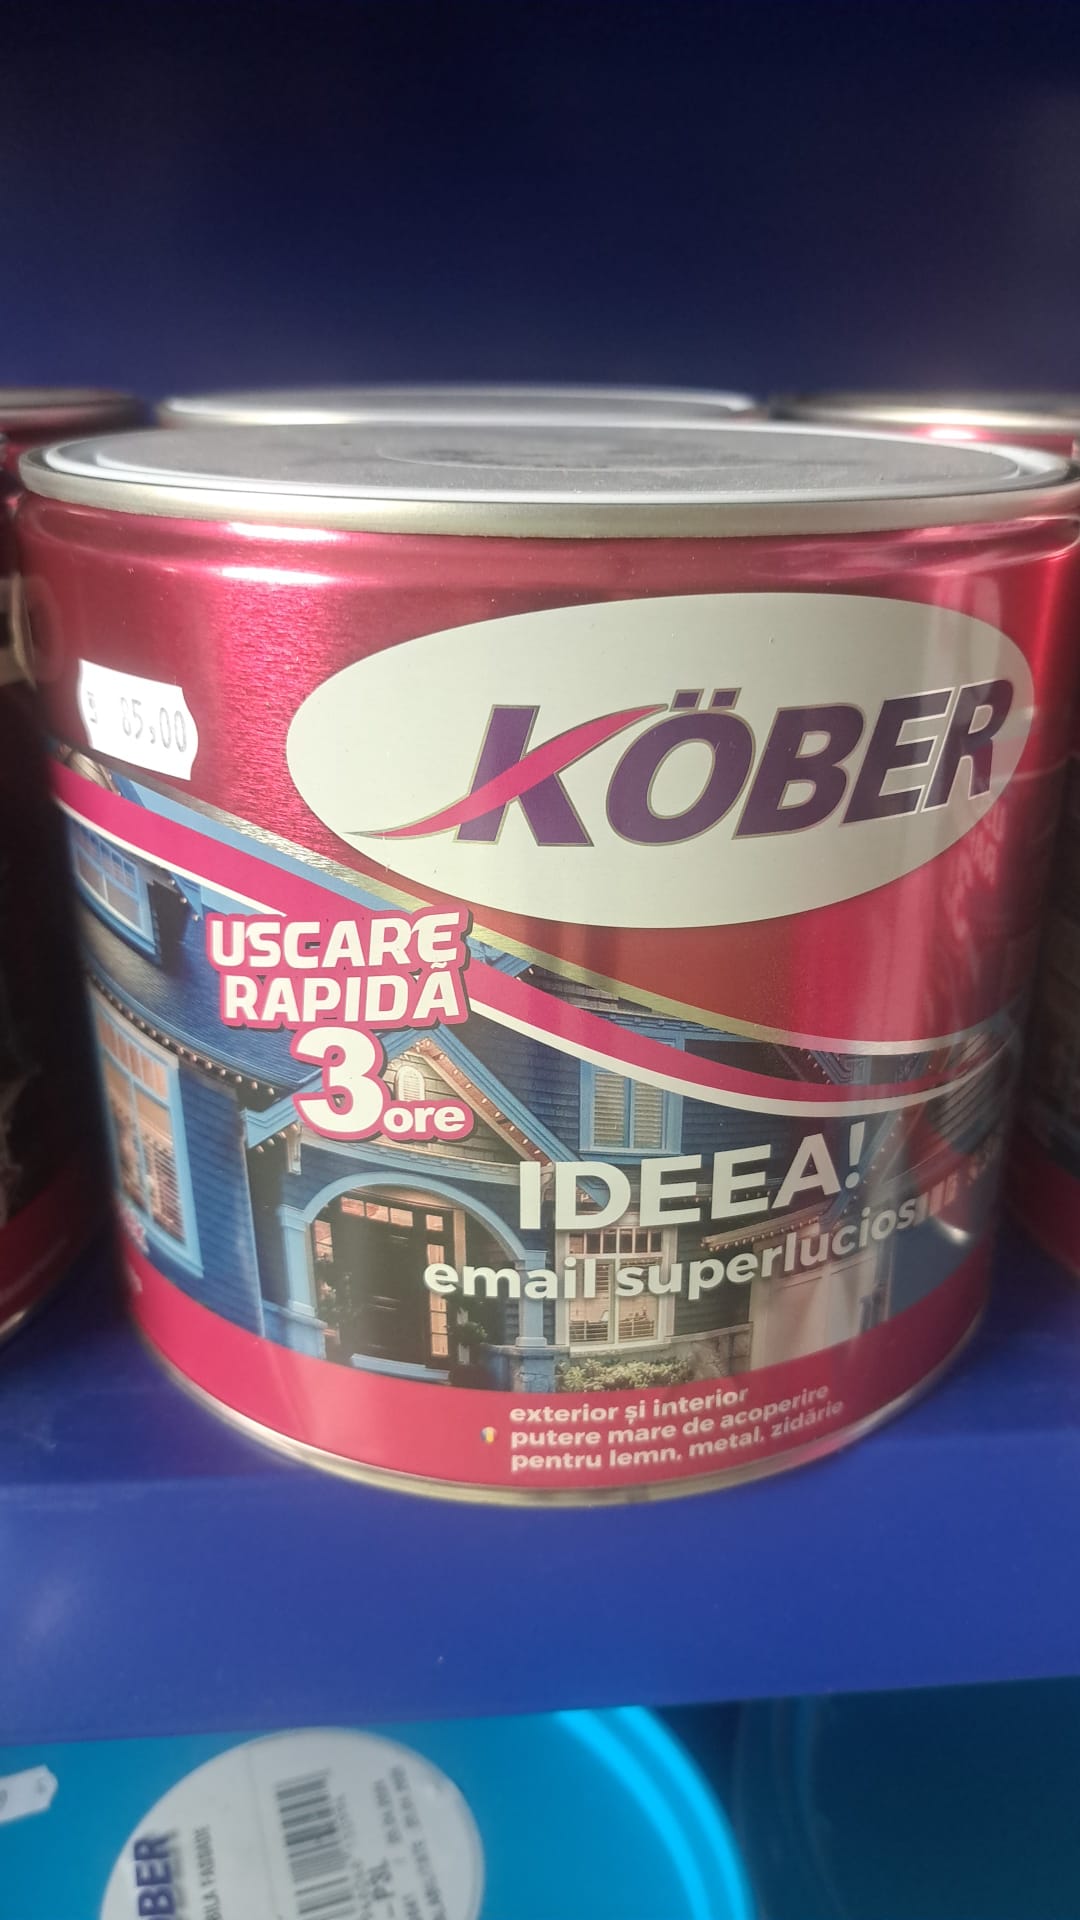 KÖBER
Lei 85,00
USCARE
RAPIDĂ
3 ore
IDEEA!
email superlucios
exterior și interior
putere mare de acoperire
pentru lemn, metal, zidărie